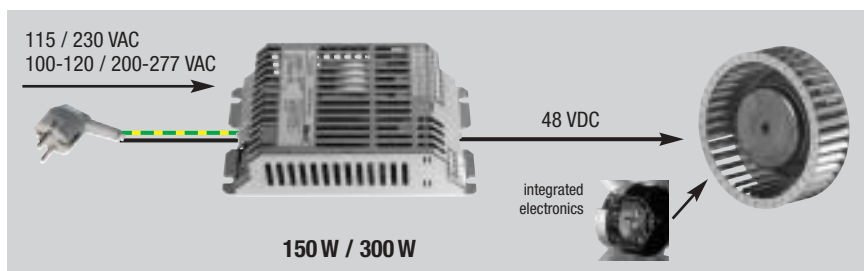 115 / 230 VAC
100-120 / 200-277 VAC
48 VDC
integrated
electronics
150 W / 300 W